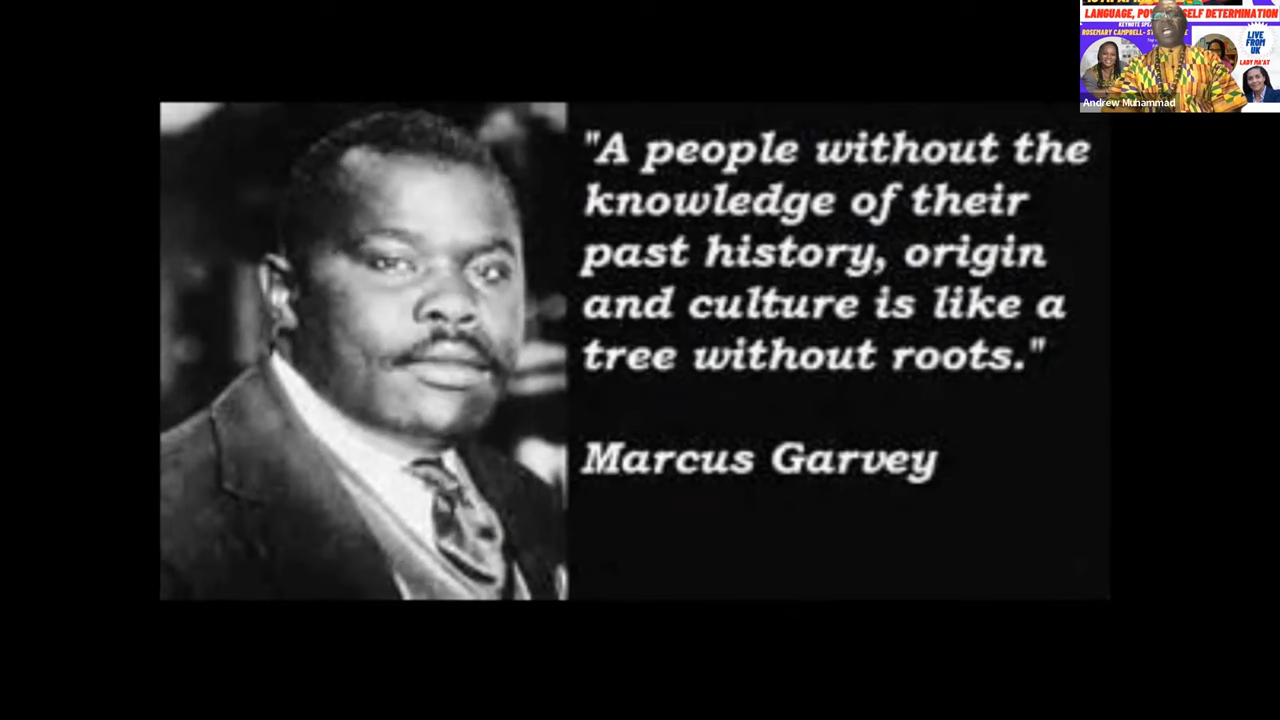 "A people without the
knowledge of their
past history, origin
and culture is like a
tree without roots."
Marcus Garvey
LANGUAGE, SELF DETERMINATION
ROSEMARY CAMPBELL-
LIVE
FROM
UK
LADY MA'AT
Andrew Muhammad